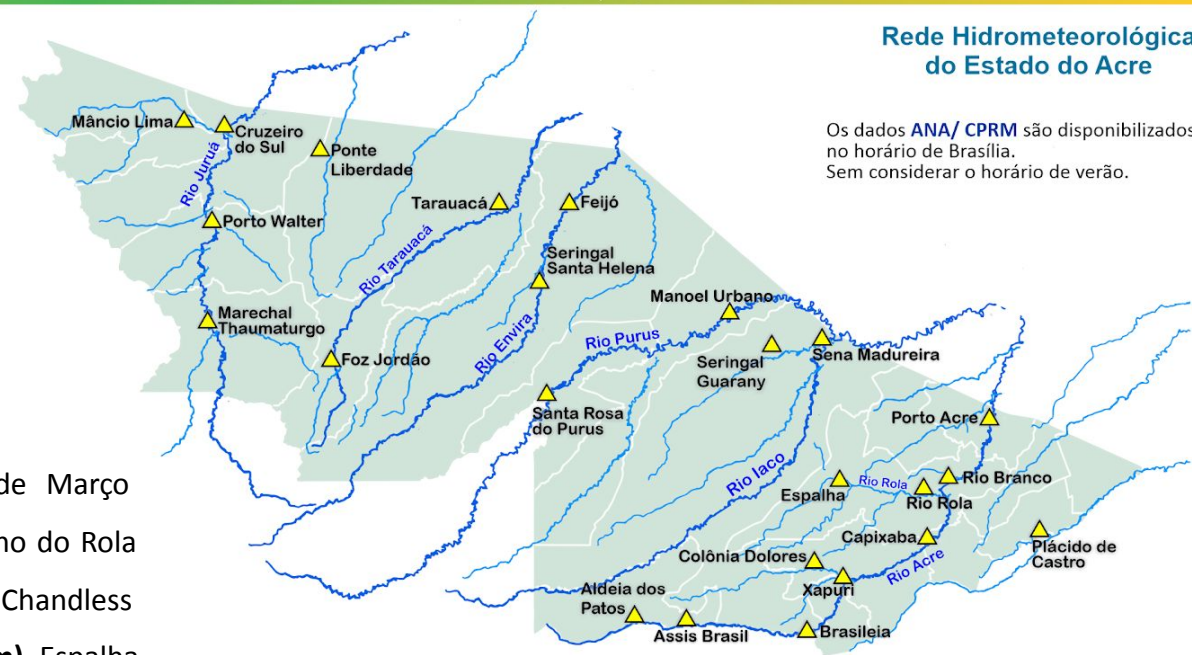 Rede Hidrometeorológica
do Estado do Acre
Os dados ANA/ CPRM são disponibilizados
no horário de Brasília.
Sem considerar o horário de verão.
Mâncio Lima
Cruzeiro
do Sul
Ponte
Liberdade
Rio Juruá
Porto Walter
Tarauacá
Feijó
Rio Tarauacá
Seringal
Santa Helena
Marechal
Thaumaturgo
Foz Jordão
Rio Envira
Manoel Urbano
Rio Purus
Seringal
Guarany
Sena Madureira
Santa Rosa
do Purus
Porto Acre
Rio Iaco
Espalha
Rio Rola
Rio Rola
Rio Branco
Capixaba
Plácido de
Castro
Colônia Dolores
Rio Acre
Xapuri
Aldeia dos
Patos
Assis Brasil
Brasileia
de Março
do Rola
Chandless
Espalha